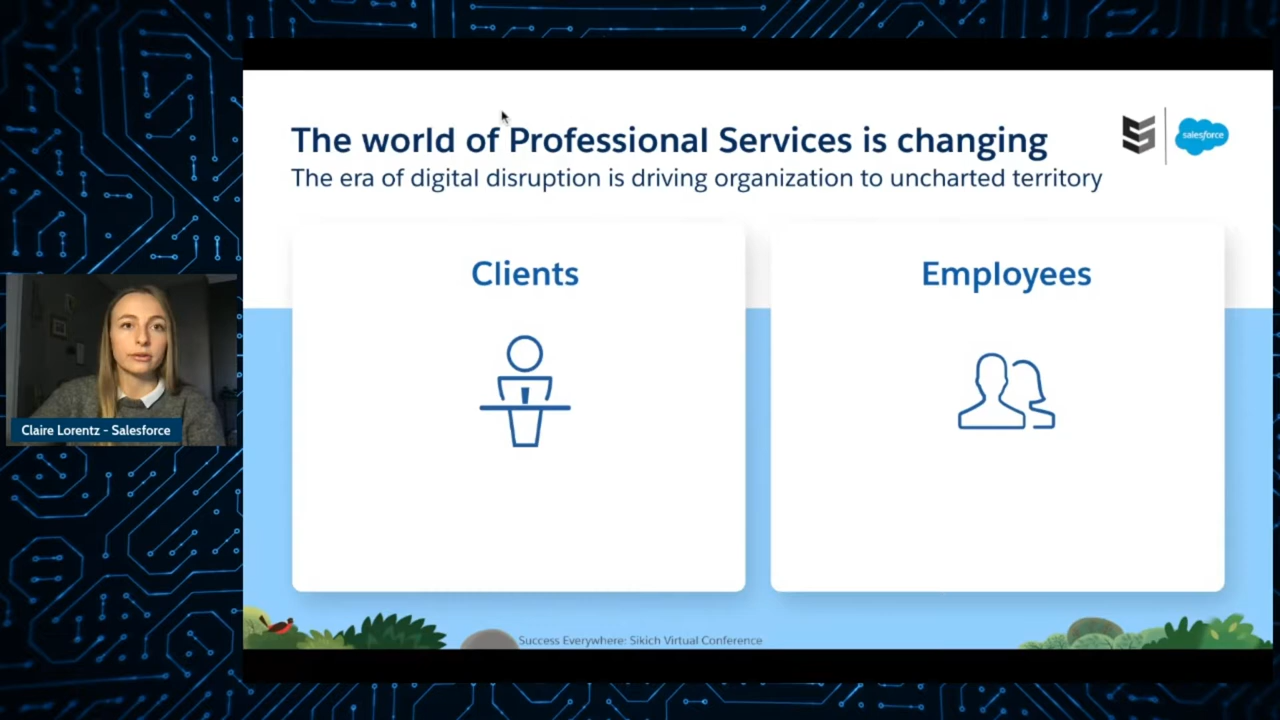 The world of Professional Services is changing
The era of digital disruption is driving organization to uncharted territory
salesforce
Clients
Employees
Claire Lorentz - Salesforce
Success Everywhere: Sikich Virtual Conference